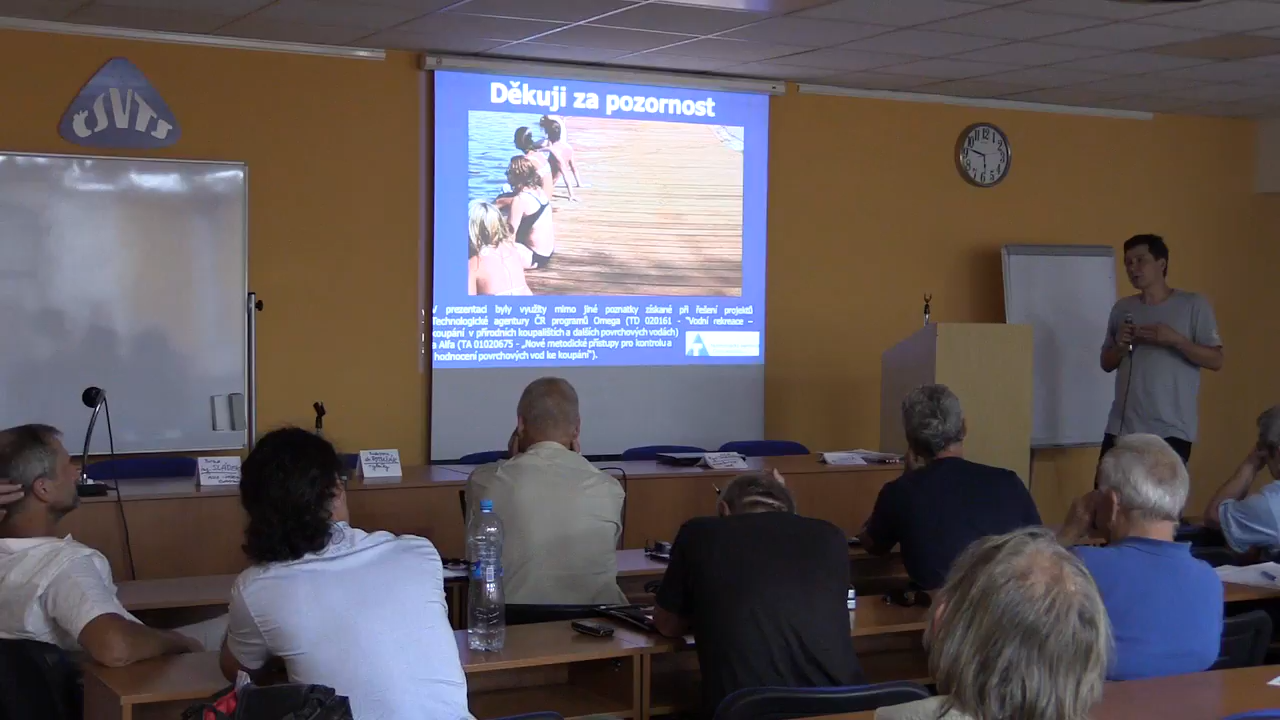 ČSVTS
Děkuji za pozornost
V prezentaci byly využity mimo jiné poznatky získané při řešení projektů
Technologické agentury ČR programů Omega (TD 020161 - "Vodní rekreace –
koupání v přírodních koupalištích a dalších povrchových vodách)
a Alfa (TA 01020675 - „Nové metodické přístupy pro kontrolu a
hodnocení povrchových vod ke koupání").